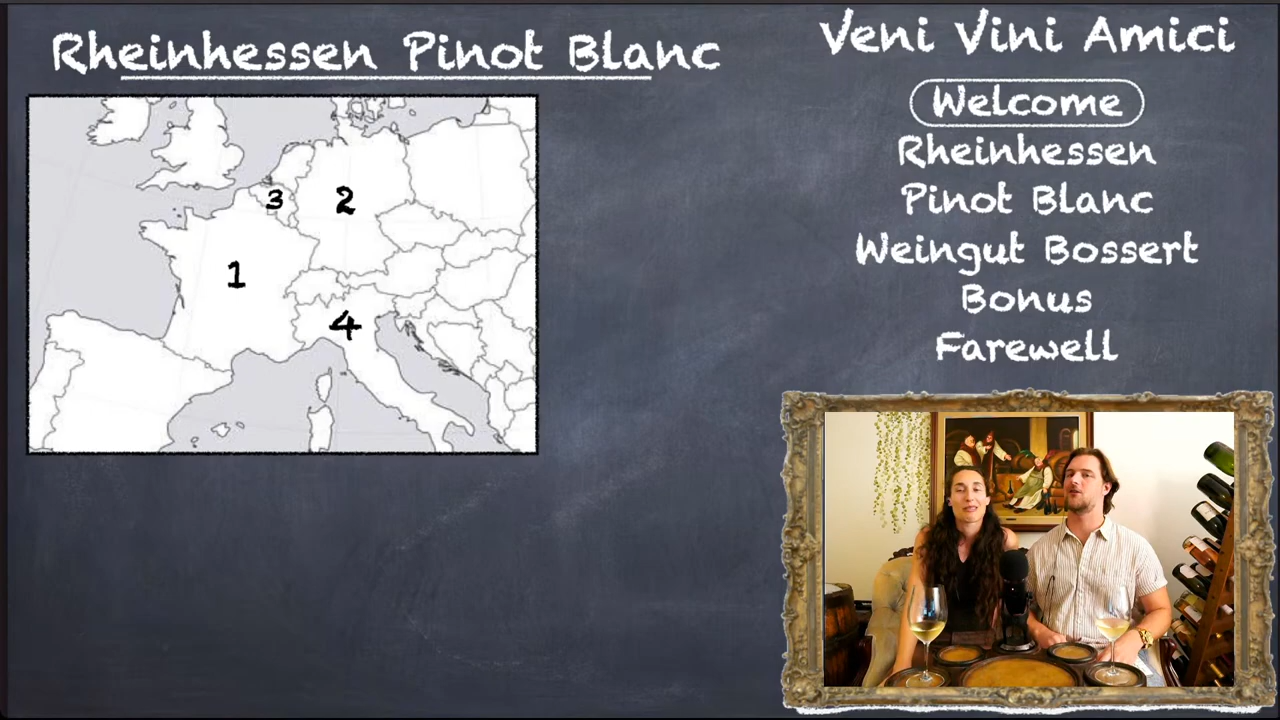 Rheinhessen Pinot Blanc
3
2
1
4
Veni Vini Amici
Welcome
Rheinhessen
Pinot Blanc
Weingut Bossert
Bonus
Farewell